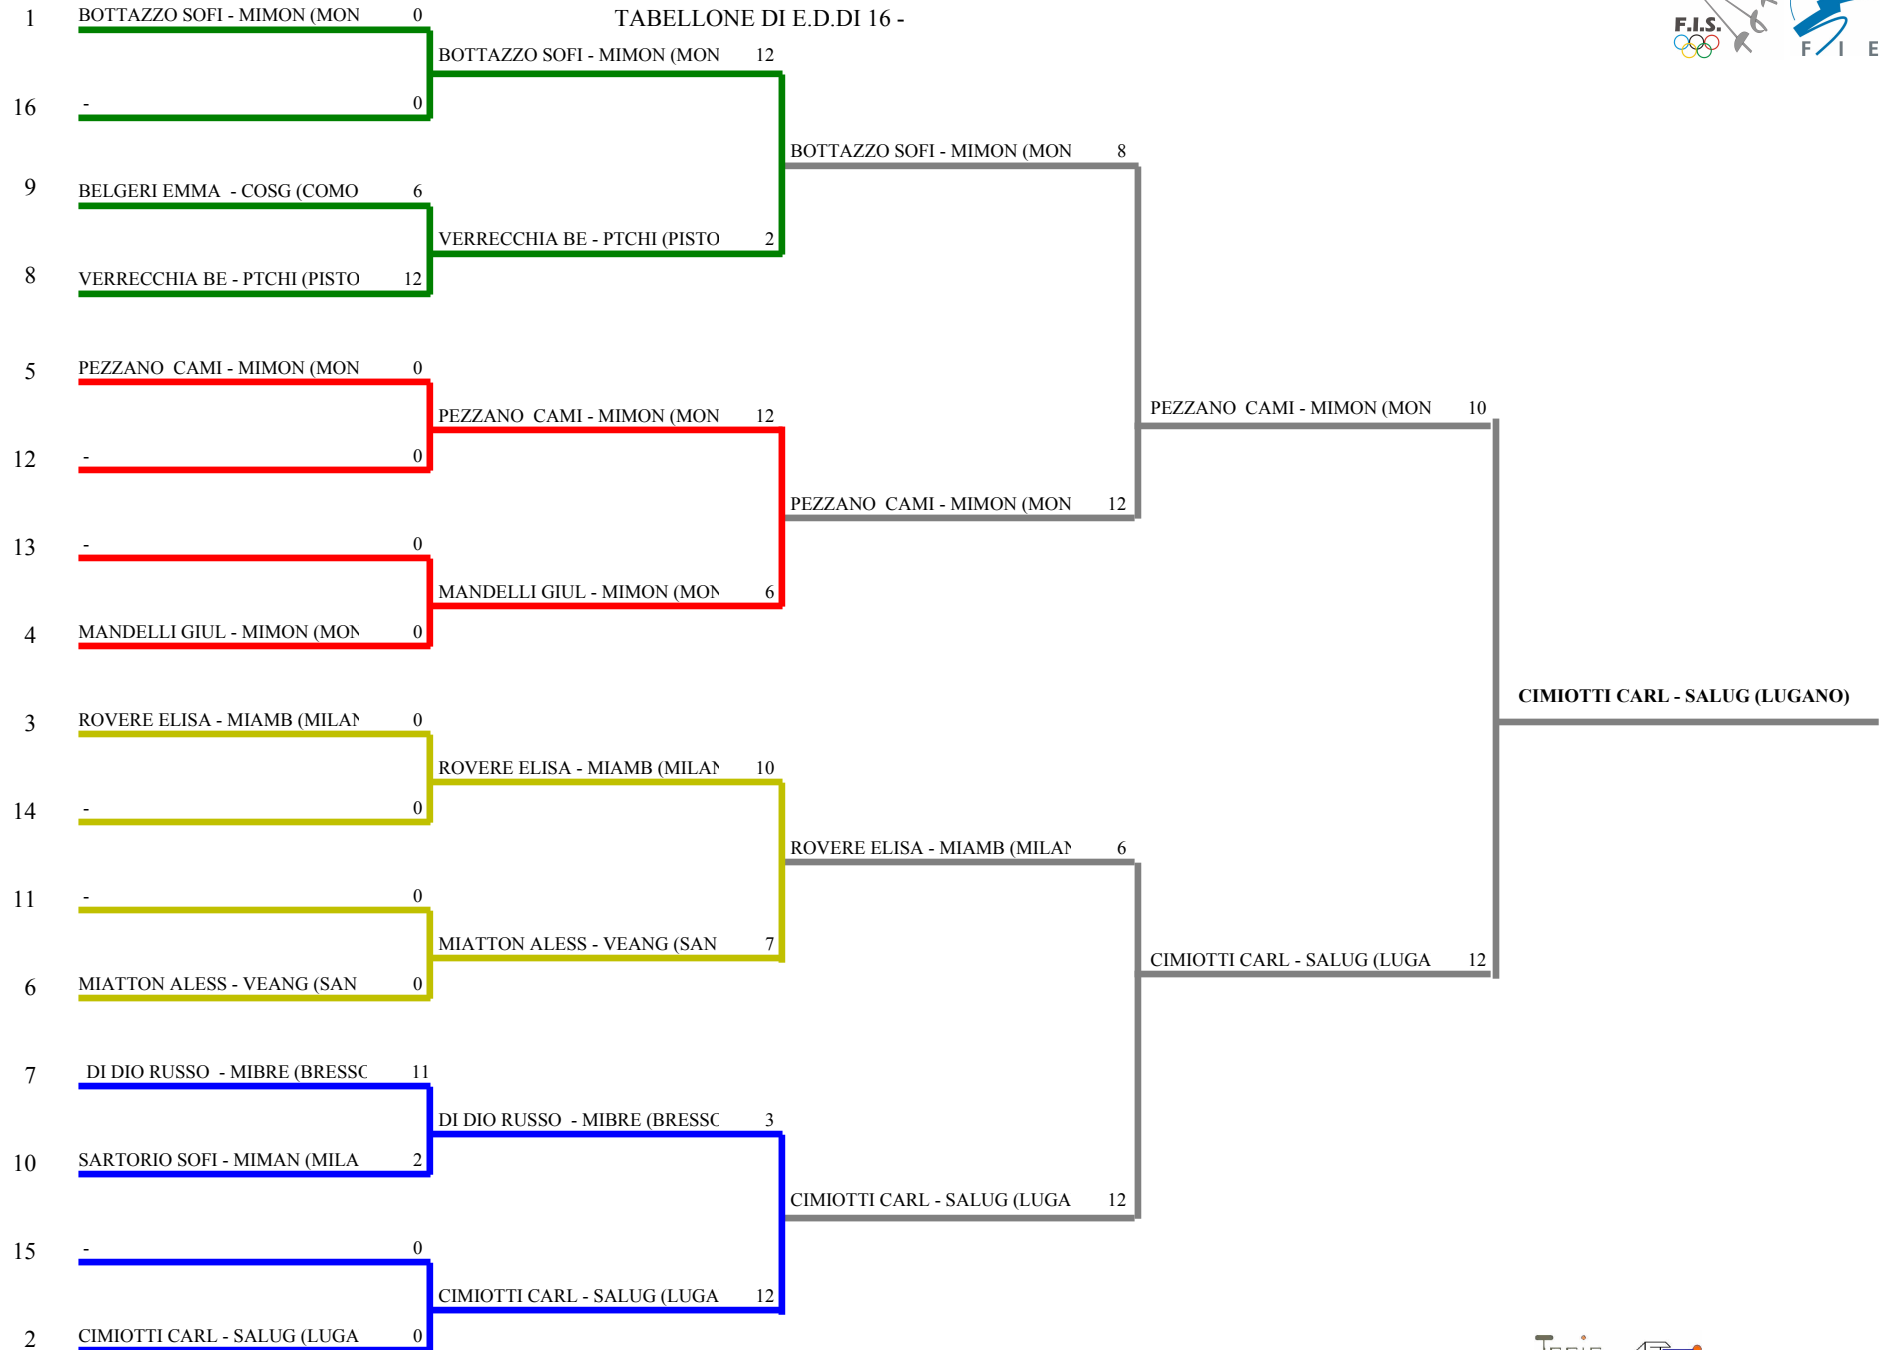 TABELLONE DI E.D.DI 16 -
F.I.S.
F I E
1 BOTTAZZO SOFI - MIMON (MON 0
BOTTAZZO SOFI - MIMON (MON 12
16 - 0
BOTTAZZO SOFI - MIMON (MON 8
9 BELGERI EMMA - COSG (COMO 6
VERRECCHIA BE - PTCHI (PISTO 2
8 VERRECCHIA BE - PTCHI (PISTO 12
5 PEZZANO CAMI - MIMON (MON 0
PEZZANO CAMI - MIMON (MON 12
PEZZANO CAMI - MIMON (MON 10
12 - 0
PEZZANO CAMI - MIMON (MON 12
13 - 0
MANDELLI GIUL - MIMON (MON 6
4 MANDELLI GIUL - MIMON (MON 0
CIMIOTTI CARL - SALUG (LUGANO)
3 ROVERE ELISA - MIAMB (MILAN 0
ROVERE ELISA - MIAMB (MILAN 10
14 - 0
ROVERE ELISA - MIAMB (MILAN 6
11 - 0
MIATTON ALESS - VEANG (SAN 7
CIMIOTTI CARL - SALUG (LUGA 12
6 MIATTON ALESS - VEANG (SAN 0
7 DI DIO RUSSO - MIBRE (BRESSO 11
DI DIO RUSSO - MIBRE (BRESSO 3
10 SARTORIO SOFI - MIMAN (MILA 2
CIMIOTTI CARL - SALUG (LUGA 12
15 - 0
CIMIOTTI CARL - SALUG (LUGA 12
2 CIMIOTTI CARL - SALUG (LUGA 0